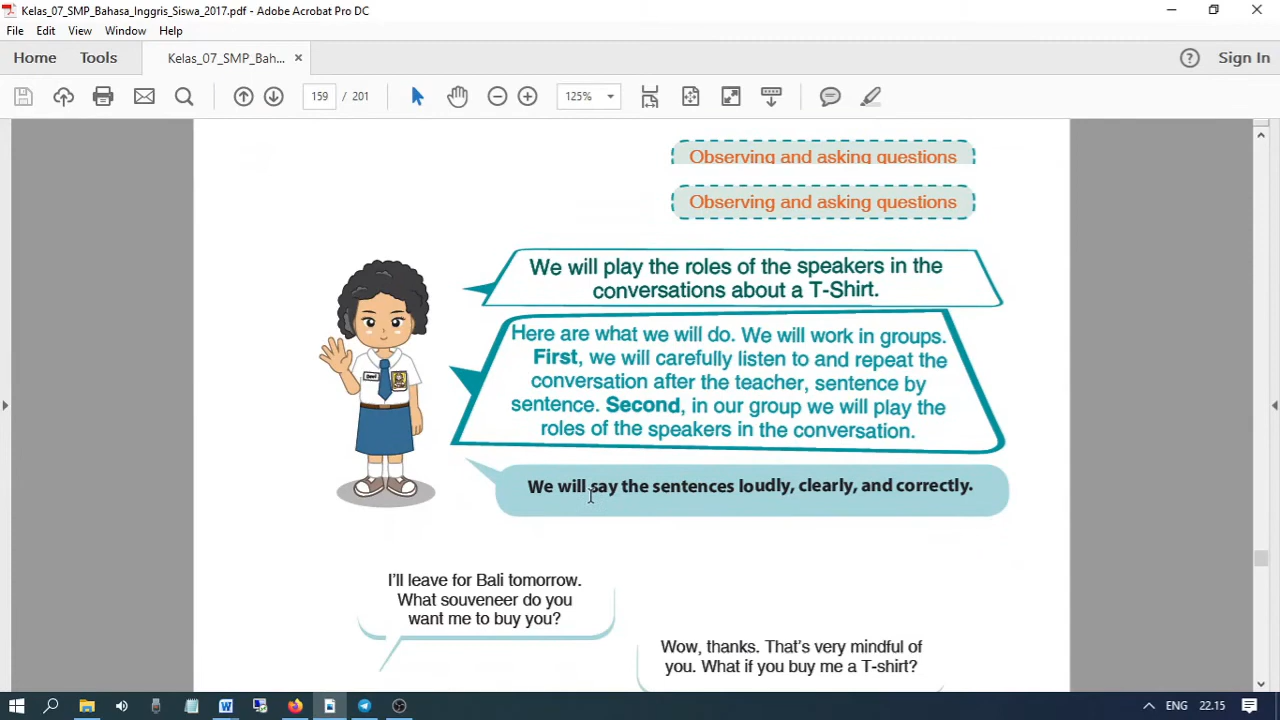 Kelas_07_SMP_Bahasa_Inggris_Siswa_2017.pdf - Adobe Acrobat Pro DC
File Edit View Window Help
Home Tools Kelas_07_SMP_Bah... ×
Sign In
159 / 201
125%
Observing and asking questions
Observing and asking questions
We will play the roles of the speakers in the
conversations about a T-Shirt.
Here are what we will do. We will work in groups.
First, we will carefully listen to and repeat the
conversation after the teacher, sentence by
sentence. Second, in our group we will play the
roles of the speakers in the conversation.
Dewi
We will say the sentences loudly, clearly, and correctly.
I'll leave for Bali tomorrow.
What souveneer do you
want me to buy you?
Wow, thanks. That's very mindful of
you. What if you buy me a T-shirt?
ENG 22.15